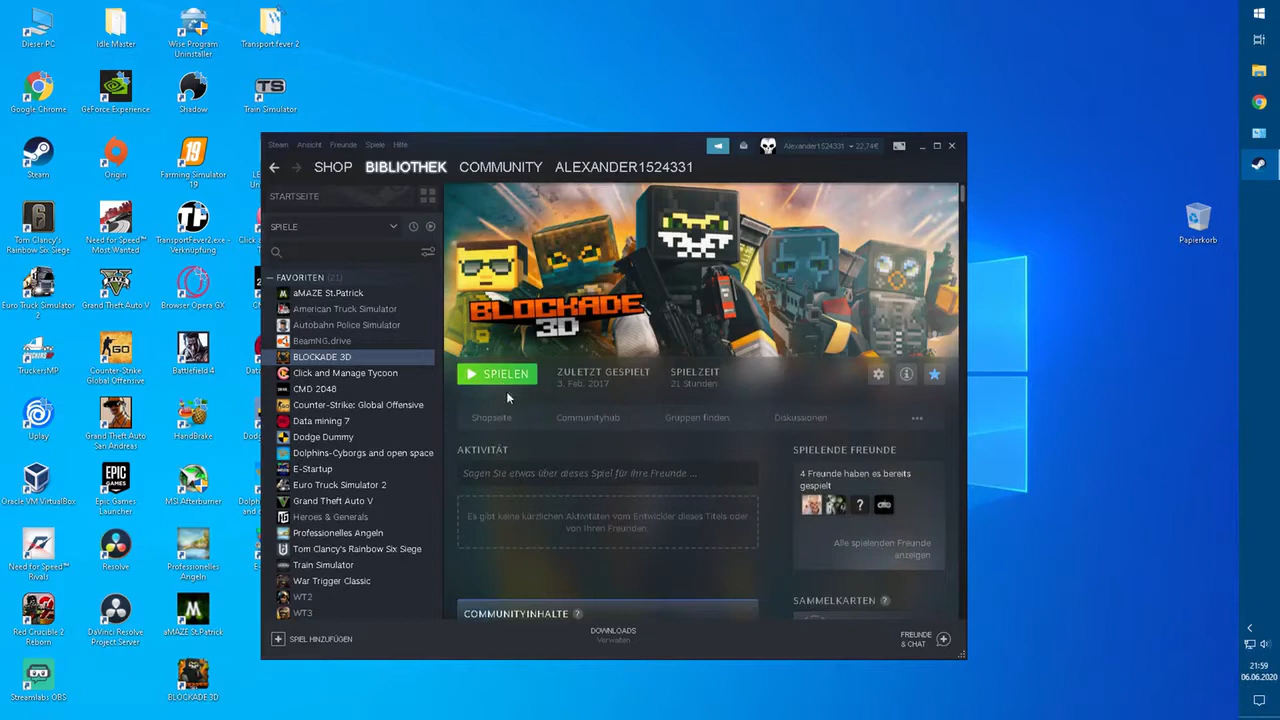 Dieser PC
Idle Master
Wise Program
Uninstaller
Transport fever 2
Google Chrome
GeForce Experience
Shadow
TS
Train Simulator
Steam
Origin
19
Farming Simulator
19
Tom Clancy's
Rainbow Six Siege
Need for Speed™
Most Wanted
TransportFever2.exe -
Verknüpfung
Euro Truck Simulator
2
Grand Theft Auto V
Browser Opera GX
TruckersMP
GO
Counter-Strike
Global Offensive
Battlefield 4
Uplay
Grand Theft Auto
San Andreas
HandBrake
Oracle VM VirtualBox
EPIC
GAMES
Epic Games
Launcher
MSI Afterburner
Need for Speed™
Rivals
Resolve
Professionelles
Angeln
Red Crucible 2
Reborn
DaVinci Resolve
Project Server
aMAZE St.Patrick
Streamlabs OBS
BLOCKADE 3D
Steam Ansicht Freunde Spiele Hilfe
Alexander1524331 22,74€
SHOP BIBLIOTHEK COMMUNITY ALEXANDER1524331
STARTSEITE
SPIELE
FAVORITEN (21)
aMAZE St.Patrick
American Truck Simulator
Autobahn Police Simulator
BeamNG.drive
BLOCKADE 3D
Click and Manage Tycoon
CMD 2048
Counter-Strike: Global Offensive
Data mining 7
Dodge Dummy
Dolphins-Cyborgs and open space
E-Startup
Euro Truck Simulator 2
Grand Theft Auto V
Heroes & Generals
Professionelles Angeln
Tom Clancy's Rainbow Six Siege
Train Simulator
War Trigger Classic
WT2
WT3
SPIEL HINZUFÜGEN
BLOCKADE
3D
SPIELEN
ZULETZT GESPIELT
3. Feb. 2017
SPIELZEIT
21 Stunden
Shopseite Communityhub Gruppen finden Diskussionen
AKTIVITÄT
Sagen Sie etwas über dieses Spiel für Ihre Freunde ...
Es gibt keine kürzlichen Aktivitäten vom Entwickler dieses Titels oder
von Ihren Freunden.
COMMUNITYINHALTE ?
SPIELENDE FREUNDE
4 Freunde haben es bereits
gespielt
?
Alle spielenden Freunde
anzeigen
SAMMELKARTEN ?
DOWNLOADS
Verwalten
FREUNDE
& CHAT
Papierkorb
21:59
06.06.2020